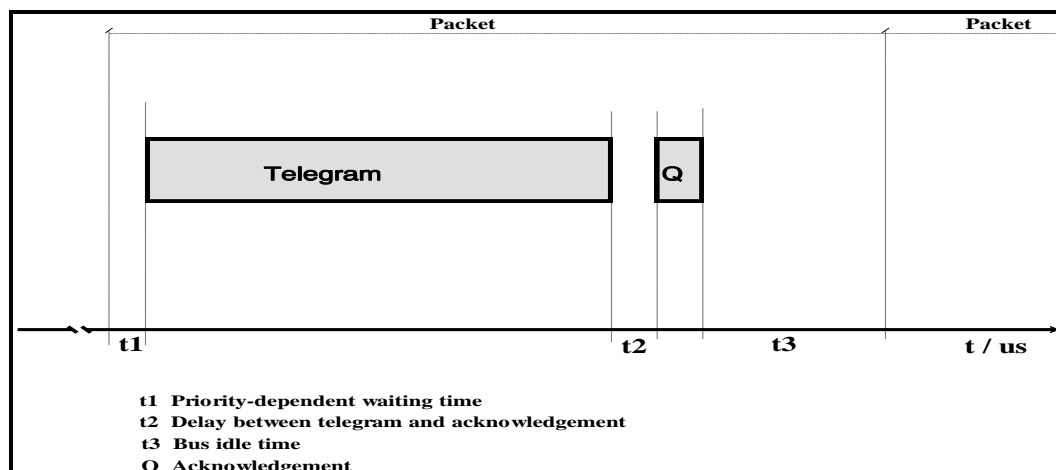 Packet Packet
Telegram Q
t1 t2 t3 t / us
t1 Priority-dependent waiting time
t2 Delay between telegram and acknowledgement
t3 Bus idle time
Q Acknowledgement